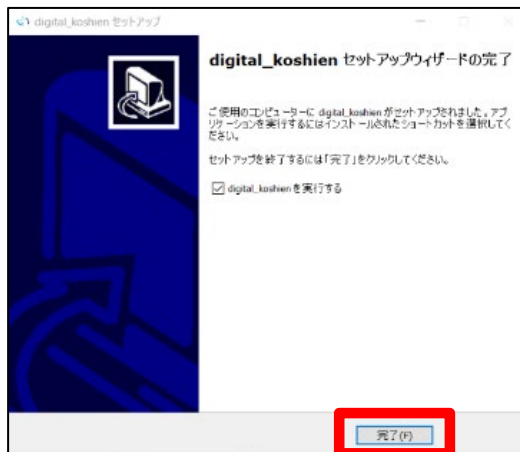 digital_koshien セットアップ
digital_koshien セットアップウィザードの完了
ご使用のコンピューターに digital_koshien がセットアップされました。アプ
リケーションを実行するにはインストールされたショートカットを選択してく
ださい。
セットアップを終了するには「完了」をクリックしてください。
digital_koshien を実行する
完了(F)